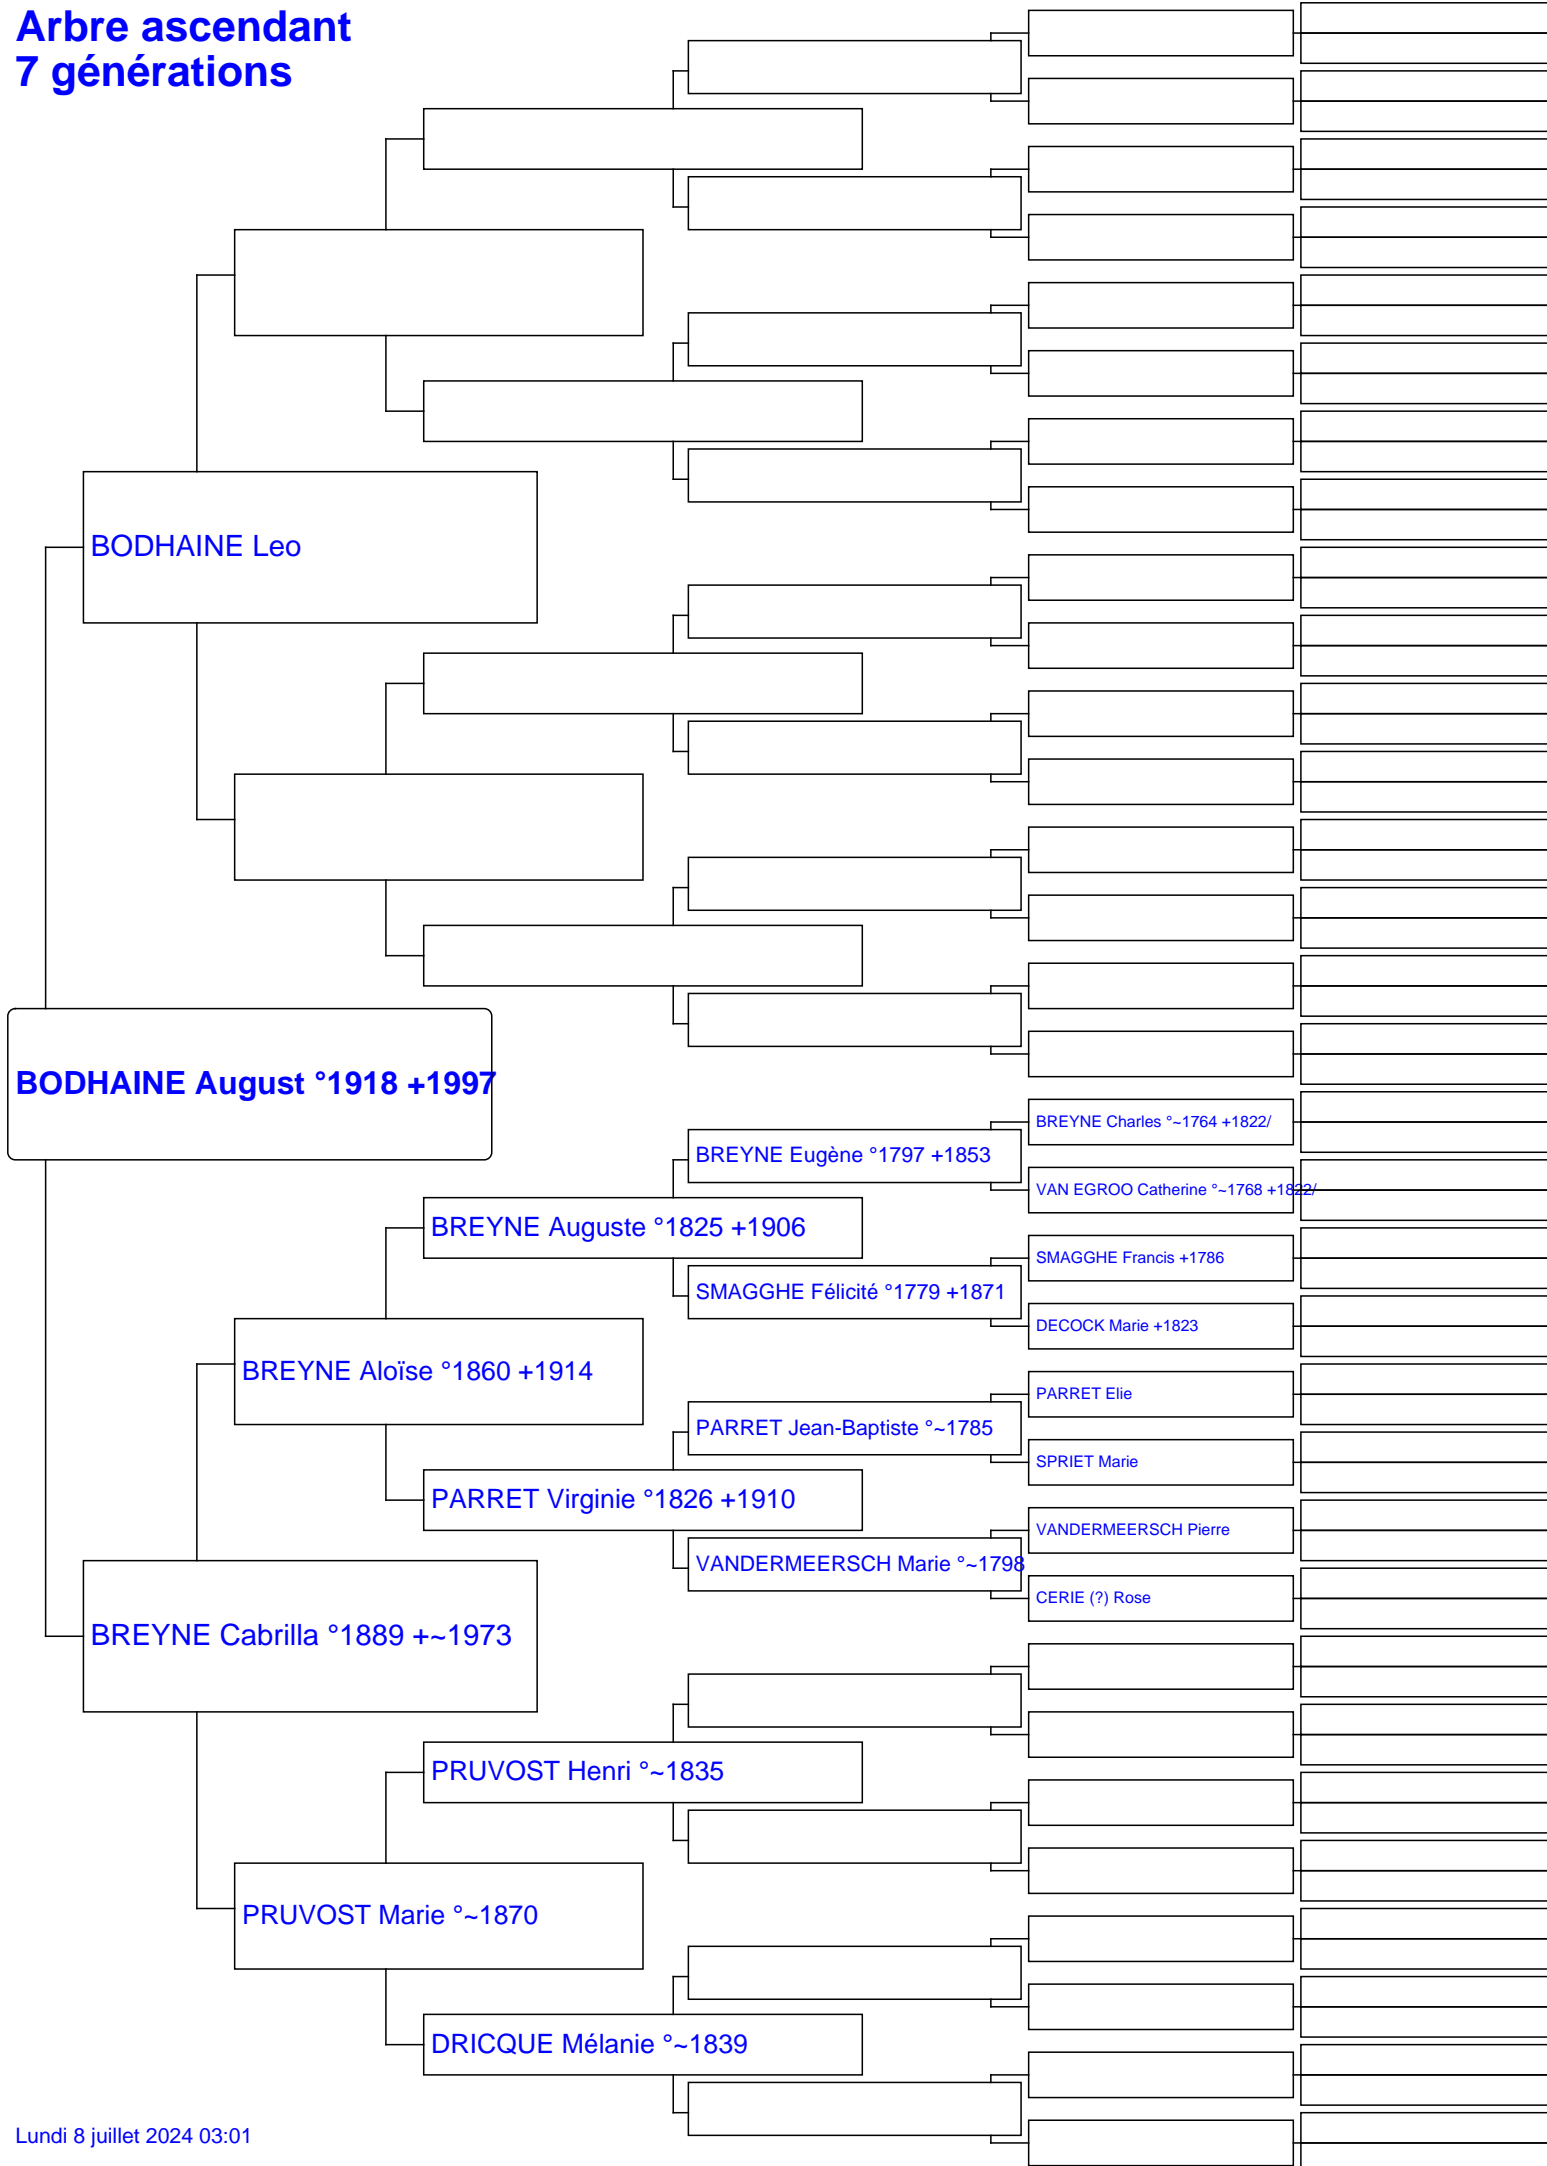 Arbre ascendant
7 générations
BODHAINE Leo
BODHAINE August °1918 +1997
BREYNE Charles °~1764 +1822/
BREYNE Eugène °1797 +1853
VAN EGROO Catherine °~1768 +1822/
BREYNE Auguste °1825 +1906
SMAGGHE Francis +1786
SMAGGHE Félicité °1779 +1871
DECOCK Marie +1823
BREYNE Aloïse °1860 +1914
PARRET Elie
PARRET Jean-Baptiste °~1785
SPRIET Marie
PARRET Virginie °1826 +1910
VANDERMEERSCH Pierre
VANDERMEERSCH Marie °~1798
CERIE (?) Rose
BREYNE Cabrilla °1889 +~1973
PRUVOST Henri °~1835
PRUVOST Marie °~1870
DRICQUE Mélanie °~1839
Lundi 8 juillet 2024 03:01